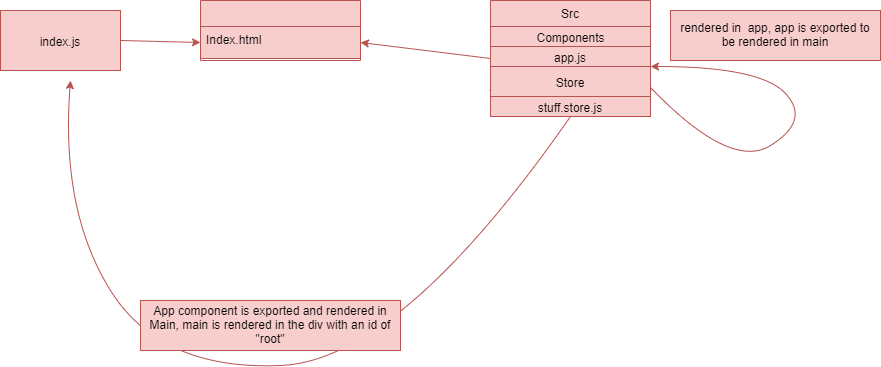 index.js
Index.html
Src
Components
app.js
Store
stuff.store.js
rendered in app, app is exported to
be rendered in main
App component is exported and rendered in
Main, main is rendered in the div with an id of
"root"